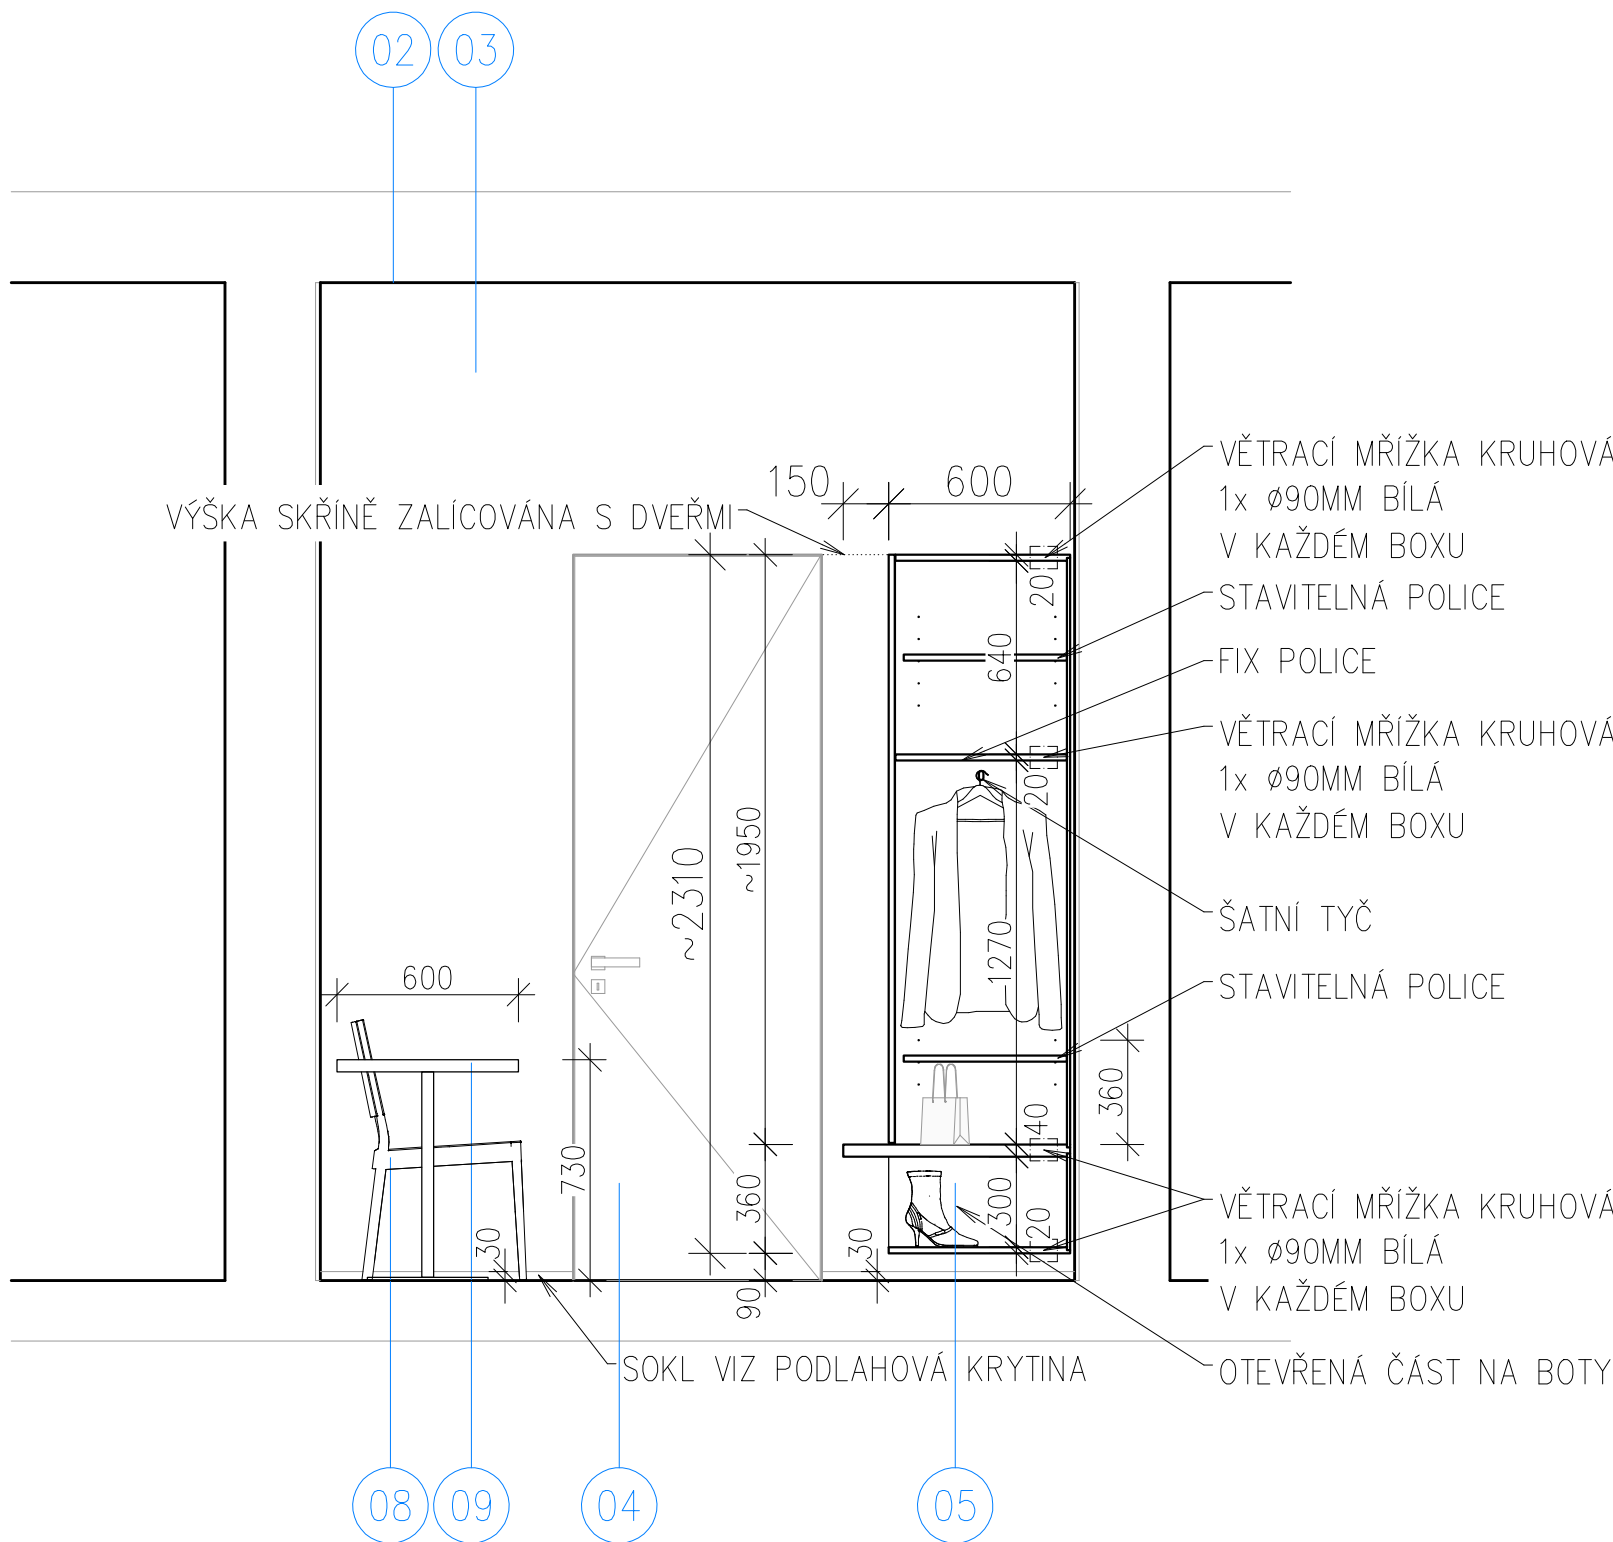 02 03
VĚTRACÍ MŘÍŽKA KRUHOVÁ
1x ø90MM BÍLÁ
V KAŽDÉM BOXU
150 600
VÝŠKA SKŘÍNĚ ZALÍCOVÁNA S DVEŘMI
20
STAVITELNÁ POLICE
640
FIX POLICE
VĚTRACÍ MŘÍŽKA KRUHOVÁ
1x ø90MM BÍLÁ
V KAŽDÉM BOXU
20
~1950
~2310
ŠATNÍ TYČ
1270
600
STAVITELNÁ POLICE
360
40
730
360
300
VĚTRACÍ MŘÍŽKA KRUHOVÁ
1x ø90MM BÍLÁ
V KAŽDÉM BOXU
20
30
30
90
SOKL VIZ PODLAHOVÁ KRYTINA
OTEVŘENÁ ČÁST NA BOTY
08 09 04 05